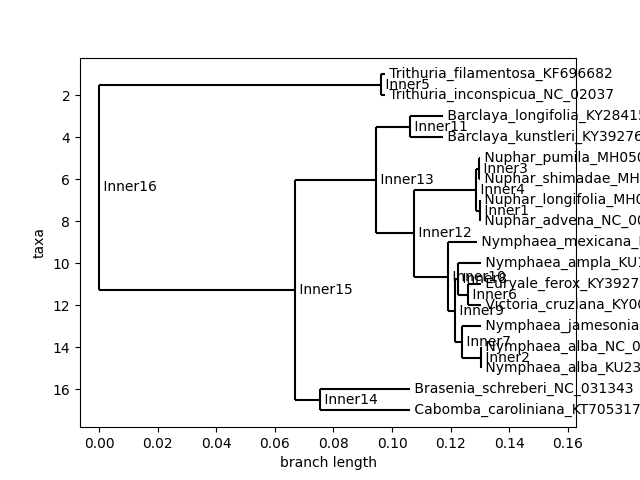 Trithuria_filamentosa_KF696682
Inner5
Trithuria_inconspicua_NC_02037
Barclaya_longifolia_KY28415
Inner11
Barclaya_kunstleri_KY39276
Nuphar_pumila_MH050
Inner3
Nuphar_shimadae_MH
Inner4
Nuphar_longifolia_MH0
Inner1
Nuphar_advena_NC_00
Inner13
Inner16
Inner12
Nymphaea_mexicana_
Nymphaea_ampla_KU1
Inner10
Euryale_ferox_KY3927
Inner6
Victoria_cruziana_KY00
Inner9
Nymphaea_jamesonia
Inner7
Nymphaea_alba_NC_0
Inner2
Nymphaea_alba_KU23
Inner15
Brasenia_schreberi_NC_031343
Inner14
Cabomba_caroliniana_KT705317
taxa
2
4
6
8
10
12
14
16
0.00 0.02 0.04 0.06 0.08 0.10 0.12 0.14 0.16
branch length